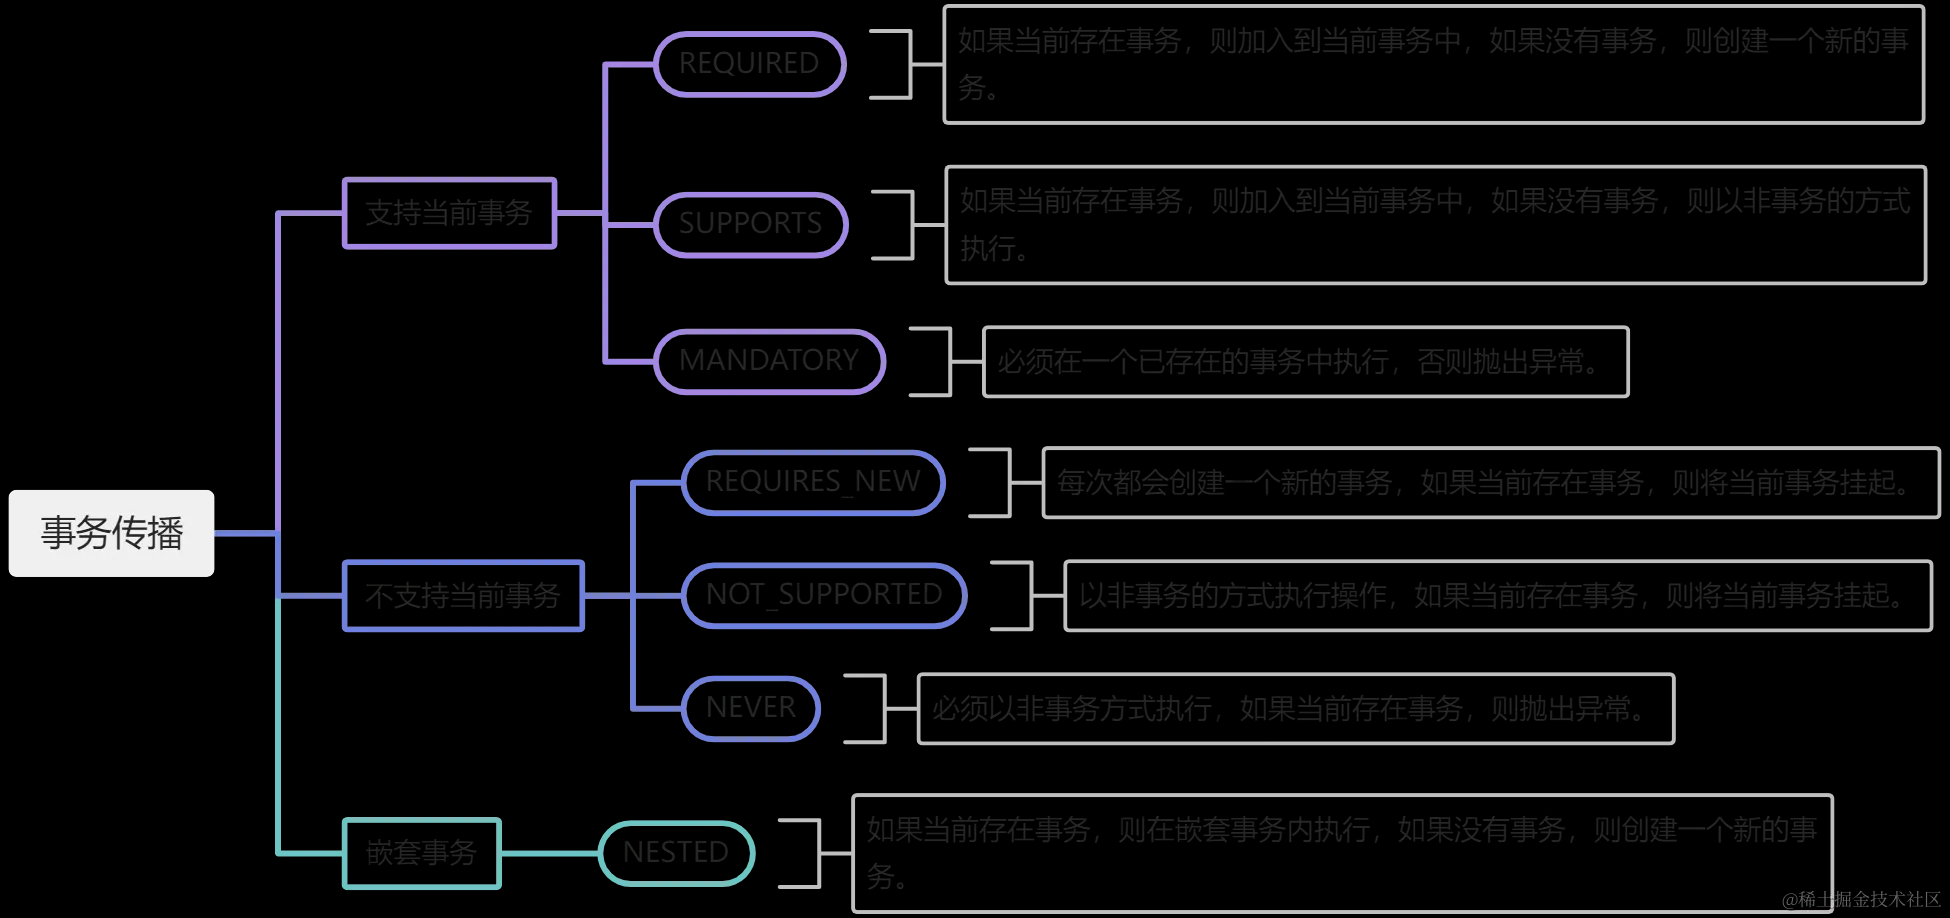 事务传播
支持当前事务
REQUIRED
如果当前存在事务，则加入到当前事务中，如果没有事务，则创建一个新的事
务。
SUPPORTS
如果当前存在事务，则加入到当前事务中，如果没有事务，则以非事务的方式
执行。
MANDATORY
必须在一个已存在的事务中执行，否则抛出异常。
不支持当前事务
REQUIRES_NEW
每次都会创建一个新的事务，如果当前存在事务，则将当前事务挂起。
NOT_SUPPORTED
以非事务的方式执行操作，如果当前存在事务，则将当前事务挂起。
NEVER
必须以非事务方式执行，如果当前存在事务，则抛出异常。
嵌套事务
NESTED
如果当前存在事务，则在嵌套事务内执行，如果没有事务，则创建一个新的事
务。
@稀土掘金技术社区